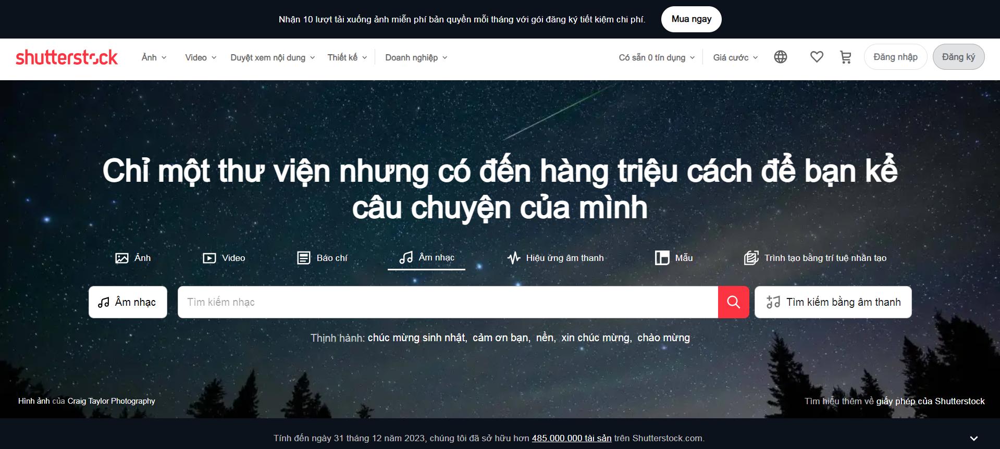 Nhận 10 lượt tải xuống ảnh miễn phí bản quyền mỗi tháng với gói đăng ký tiết kiệm chi phí. Mua ngay
shutterstock Ảnh Video Duyệt xem nội dung Thiết kế Doanh nghiệp Có sẵn 0 tín dụng Giá cước Đăng nhập Đăng ký
Chỉ một thư viện nhưng có đến hàng triệu cách để bạn kể
câu chuyện của mình
Ảnh Video Báo chí Âm nhạc Hiệu ứng âm thanh Mẫu Trình tạo bằng trí tuệ nhân tạo
Âm nhạc Tìm kiếm nhạc Tìm kiếm bằng âm thanh
Thịnh hành: chúc mừng sinh nhật, cảm ơn bạn, nền, xin chúc mừng, chào mừng
Hình ảnh của Craig Taylor Photography Tìm hiểu thêm về giấy phép của Shutterstock
Tính đến ngày 31 tháng 12 năm 2023, chúng tôi đã sở hữu hơn 485.000.000 tài sản trên Shutterstock.com.